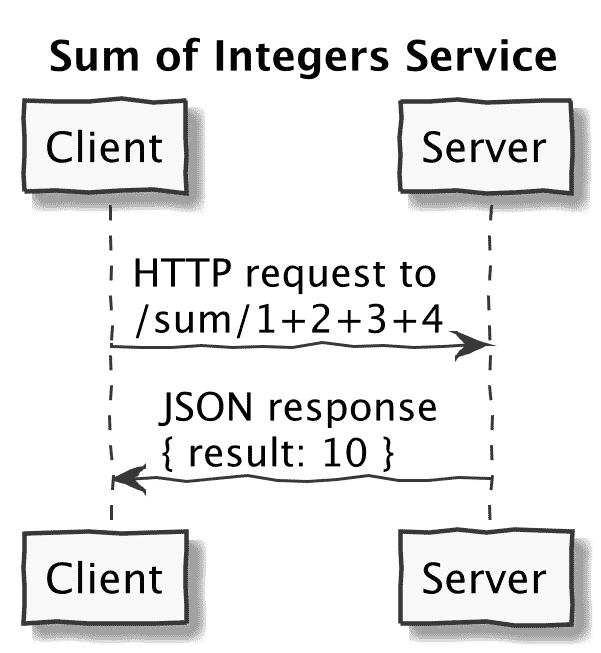 Sum of Integers Service
Client
Server
HTTP request to
/sum/1+2+3+4
JSON response
{ result: 10 }
Client
Server